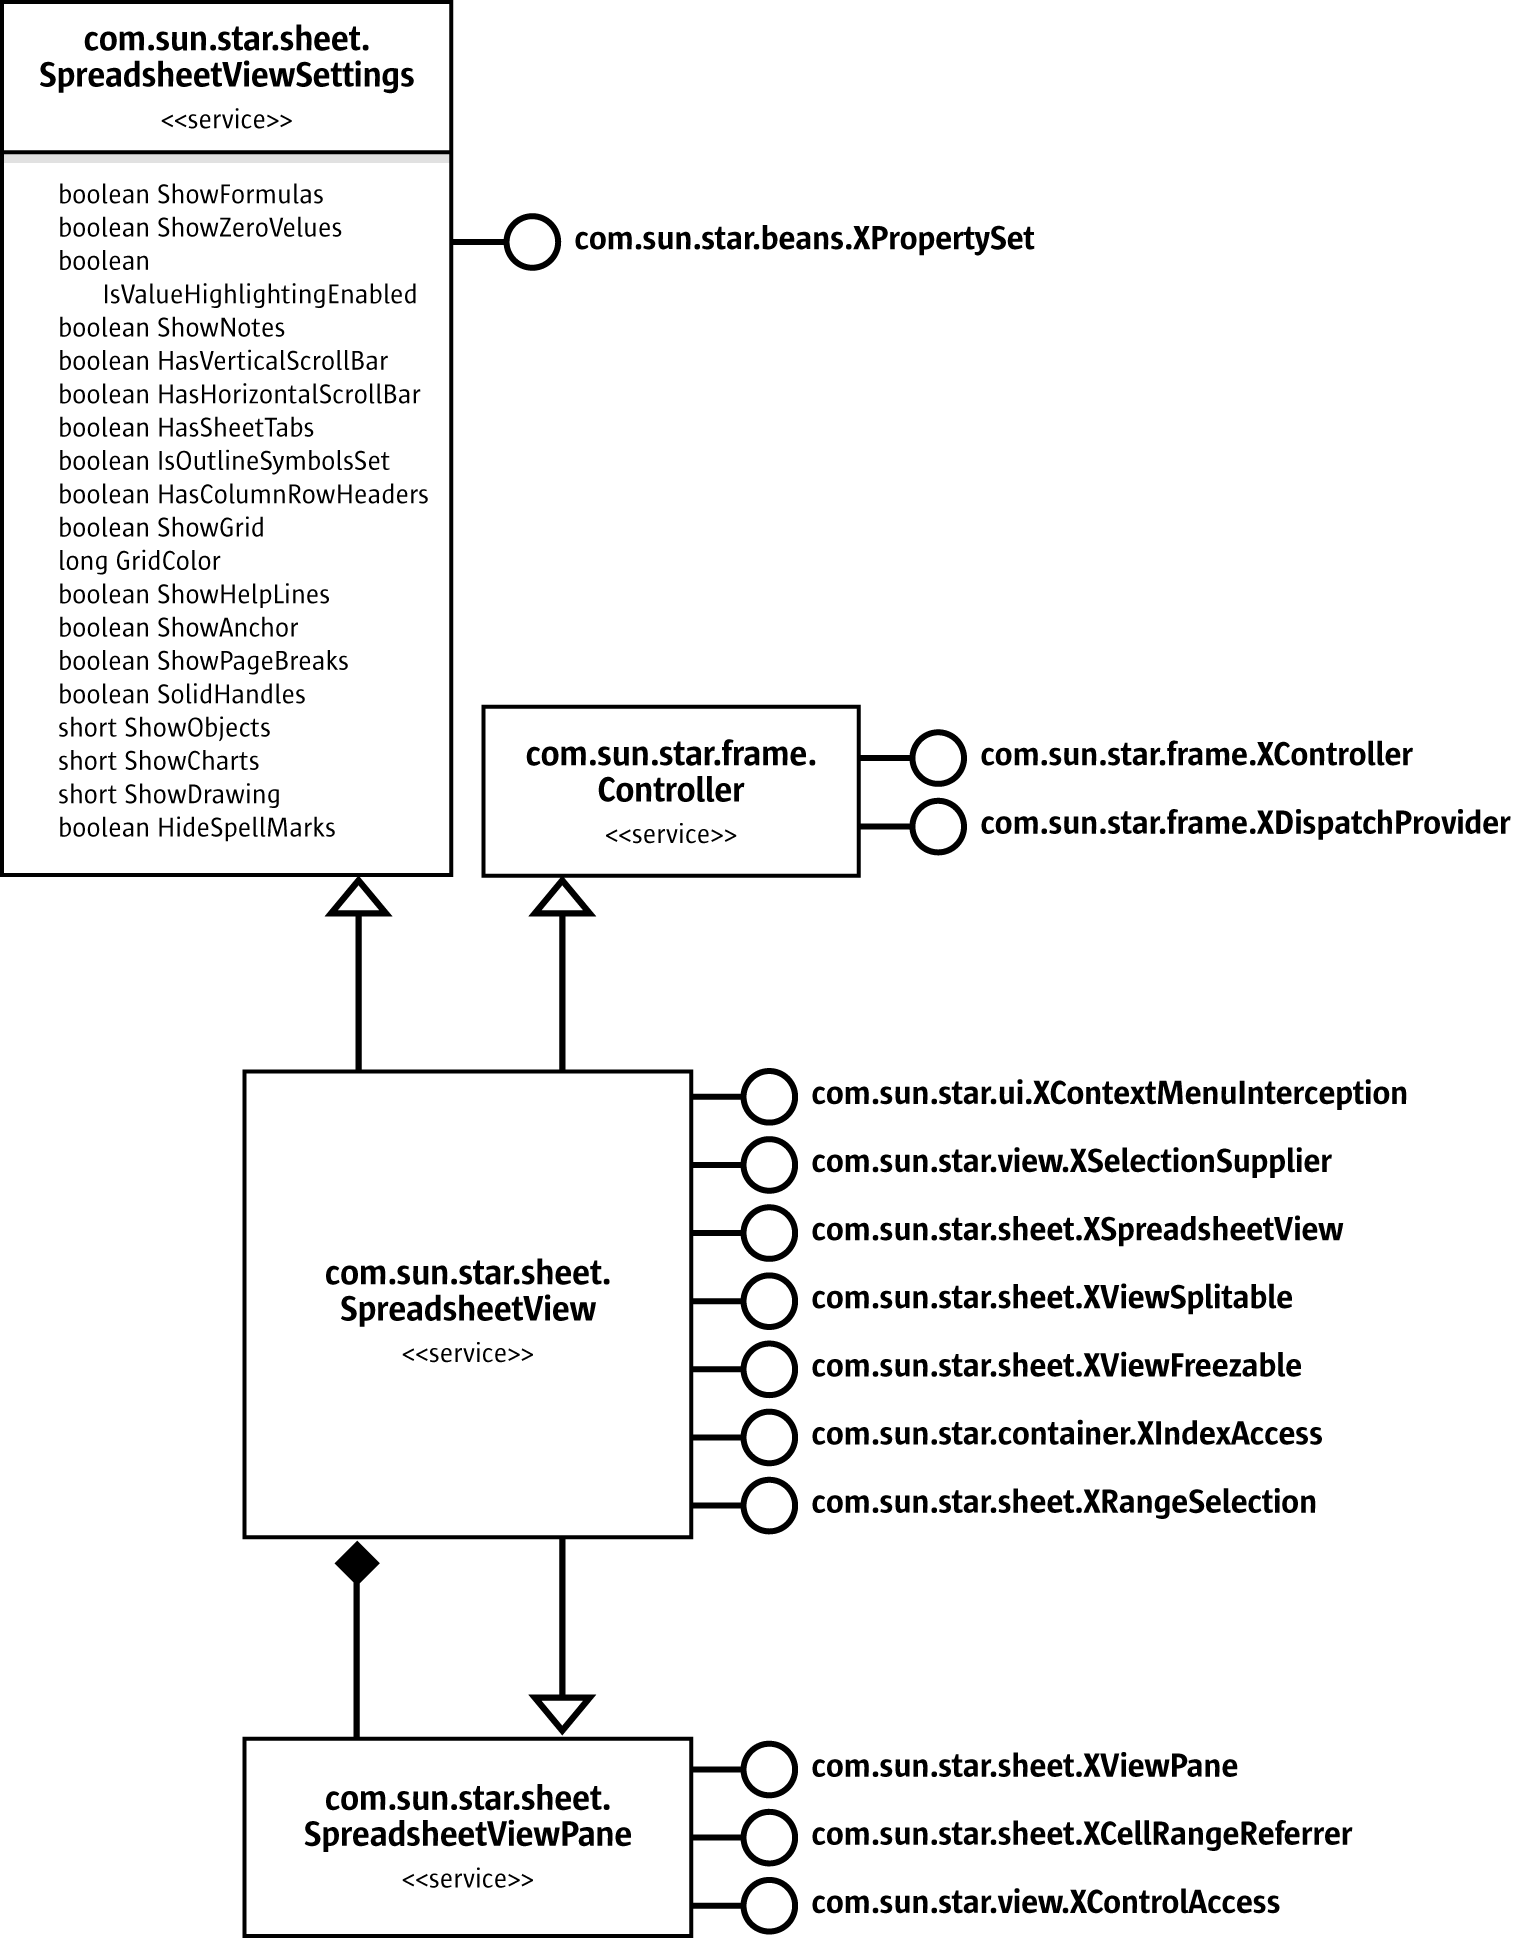 com.sun.star.sheet.
SpreadsheetViewSettings
<<service>>
boolean ShowFormulas
boolean ShowZeroVelues
boolean
IsValueHighlightingEnabled
boolean ShowNotes
boolean HasVerticalScrollBar
boolean HasHorizontalScrollBar
boolean HasSheetTabs
boolean IsOutlineSymbolsSet
boolean HasColumnRowHeaders
boolean ShowGrid
long GridColor
boolean ShowHelpLines
boolean ShowAnchor
boolean ShowPageBreaks
boolean SolidHandles
short ShowObjects
short ShowCharts
short ShowDrawing
boolean HideSpellMarks
com.sun.star.beans.XPropertySet
com.sun.star.frame.
Controller
<<service>>
com.sun.star.frame.XController
com.sun.star.frame.XDispatchProvider
com.sun.star.sheet.
SpreadsheetView
<<service>>
com.sun.star.ui.XContextMenuInterception
com.sun.star.view.XSelectionSupplier
com.sun.star.sheet.XSpreadsheetView
com.sun.star.sheet.XViewSplitable
com.sun.star.sheet.XViewFreezable
com.sun.star.container.XIndexAccess
com.sun.star.sheet.XRangeSelection
com.sun.star.sheet.
SpreadsheetViewPane
<<service>>
com.sun.star.sheet.XViewPane
com.sun.star.sheet.XCellRangeReferrer
com.sun.star.view.XControlAccess